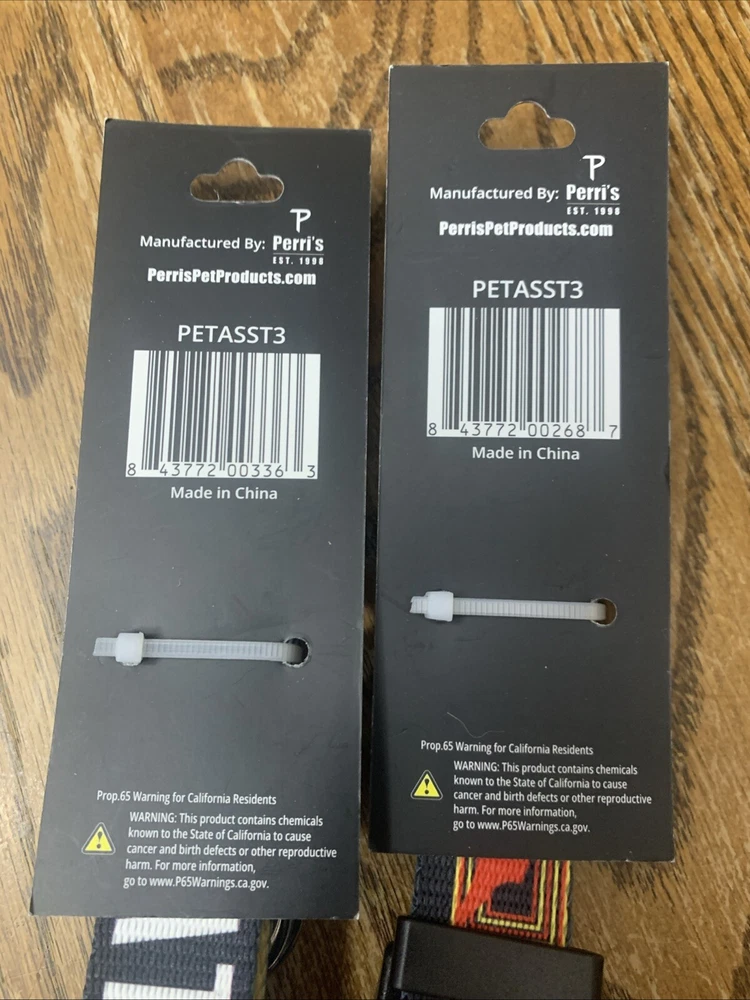 Manufactured By: Perri's
EST. 1998
PerrisPetProducts.com
PETASST3
8 43772 00336 3
Made in China
Prop.65 Warning for California Residents
WARNING: This product contains chemicals
known to the State of California to cause
cancer and birth defects or other reproductive
harm. For more information,
go to www.P65Warnings.ca.gov.
Manufactured By: Perri's
EST. 1998
PerrisPetProducts.com
PETASST3
8 43772 00268 7
Made in China
Prop.65 Warning for California Residents
WARNING: This product contains chemicals
known to the State of California to cause
cancer and birth defects or other reproductive
harm. For more information,
go to www.P65Warnings.ca.gov.